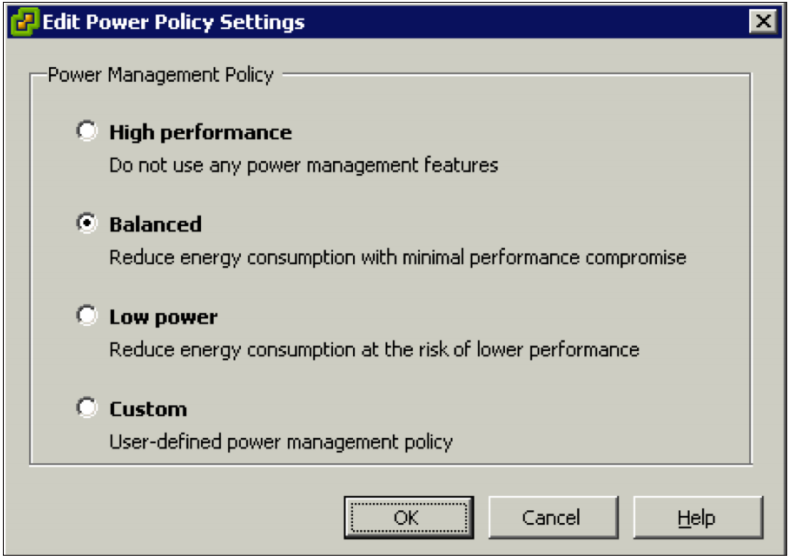 Edit Power Policy Settings
Power Management Policy
High performance
Do not use any power management features
Balanced
Reduce energy consumption with minimal performance compromise
Low power
Reduce energy consumption at the risk of lower performance
Custom
User-defined power management policy
OK
Cancel
Help